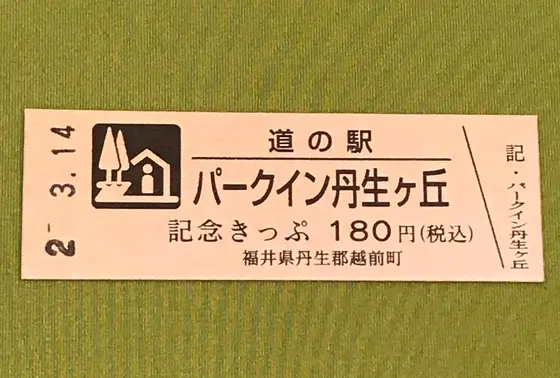 2.-3.14
道の駅
パークイン丹生ヶ丘
記念きっぷ 180円(税込)
福井県丹生郡越前町
記・パークイン丹生ヶ丘